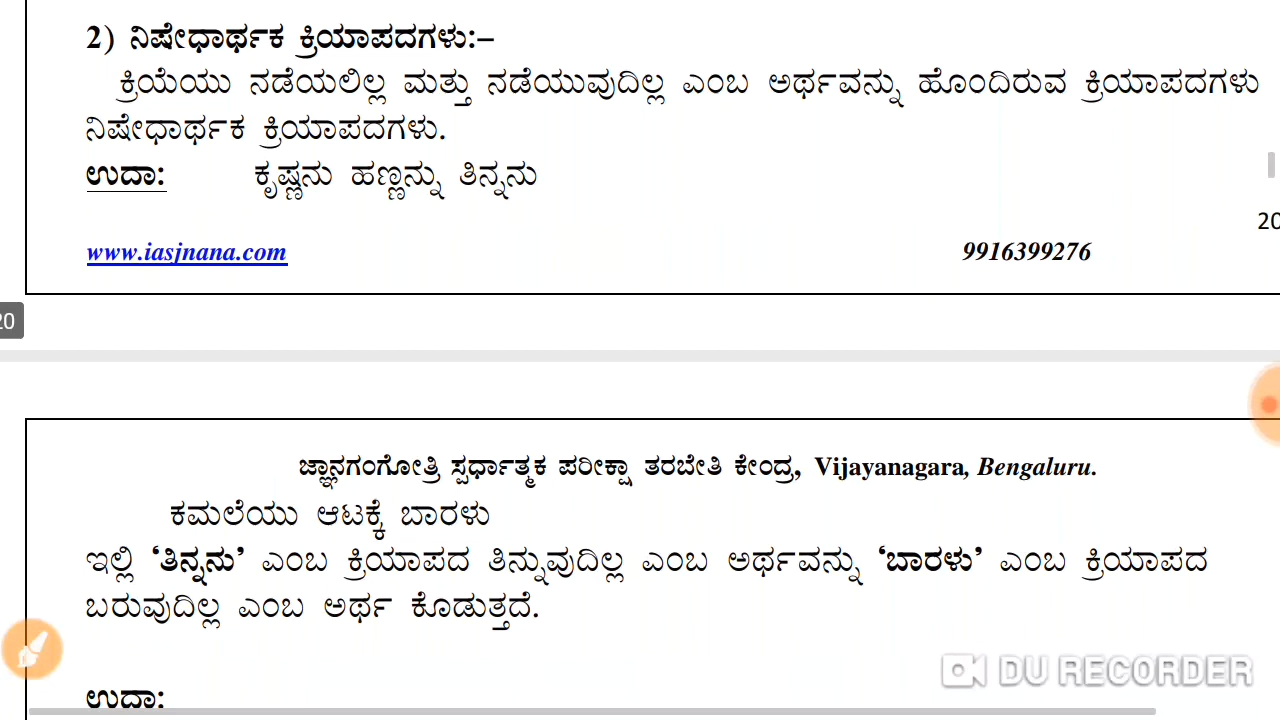 2) ನಿಷೇಧಾರ್ಥಕ ಕ್ರಿಯಾಪದಗಳು:–
ಕ್ರಿಯೆಯು ನಡೆಯಲಿಲ್ಲ ಮತ್ತು ನಡೆಯುವುದಿಲ್ಲ ಎಂಬ ಅರ್ಥವನ್ನು ಹೊಂದಿರುವ ಕ್ರಿಯಾಪದಗಳು
ನಿಷೇಧಾರ್ಥಕ ಕ್ರಿಯಾಪದಗಳು.
ಉದಾ: ಕೃಷ್ಣನು ಹಣ್ಣನ್ನು ತಿನ್ನನು
20
www.iasjnana.com 9916399276
20
ಜ್ಞಾನಗಂಗೋತ್ರಿ ಸ್ಪರ್ಧಾತ್ಮಕ ಪರೀಕ್ಷಾ ತರಬೇತಿ ಕೇಂದ್ರ, Vijayanagara, Bengaluru.
ಕಮಲೆಯು ಆಟಕ್ಕೆ ಬಾರಳು
ಇಲ್ಲಿ ‘ತಿನ್ನನು’ ಎಂಬ ಕ್ರಿಯಾಪದ ತಿನ್ನುವುದಿಲ್ಲ ಎಂಬ ಅರ್ಥವನ್ನು ‘ಬಾರಳು’ ಎಂಬ ಕ್ರಿಯಾಪದ
ಬರುವುದಿಲ್ಲ ಎಂಬ ಅರ್ಥ ಕೊಡುತ್ತದೆ.
DU RECORDER
ಉದಾ: